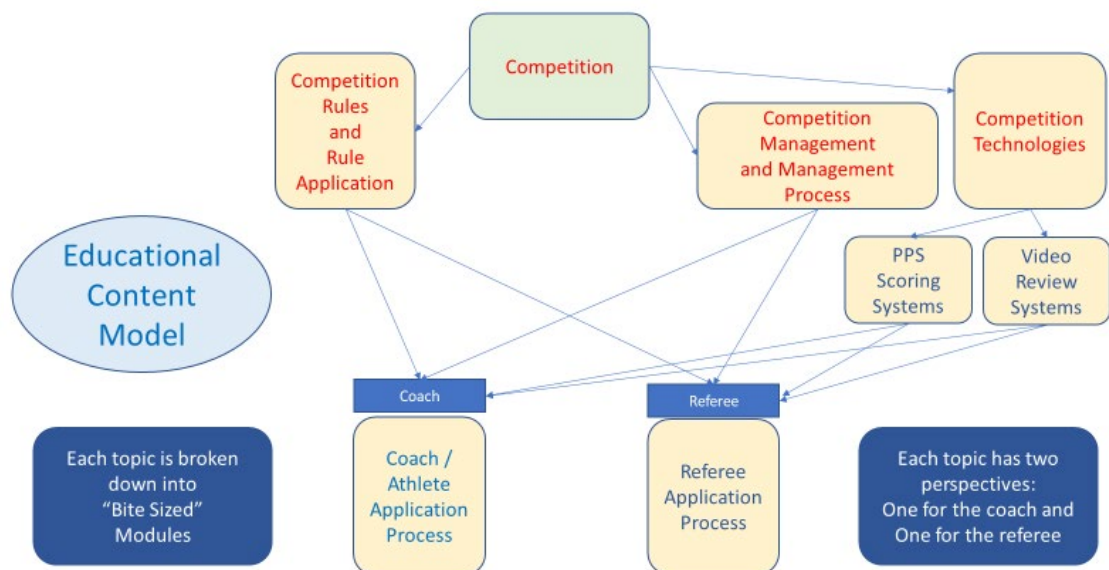 Competition
Competition
Rules
and
Rule
Application
Competition
Management
and Management
Process
Competition
Technologies
Educational
Content
Model
PPS
Scoring
Systems
Video
Review
Systems
Coach
Referee
Each topic is broken
down into
“Bite Sized”
Modules
Coach /
Athlete
Application
Process
Referee
Application
Process
Each topic has two
perspectives:
One for the coach and
One for the referee